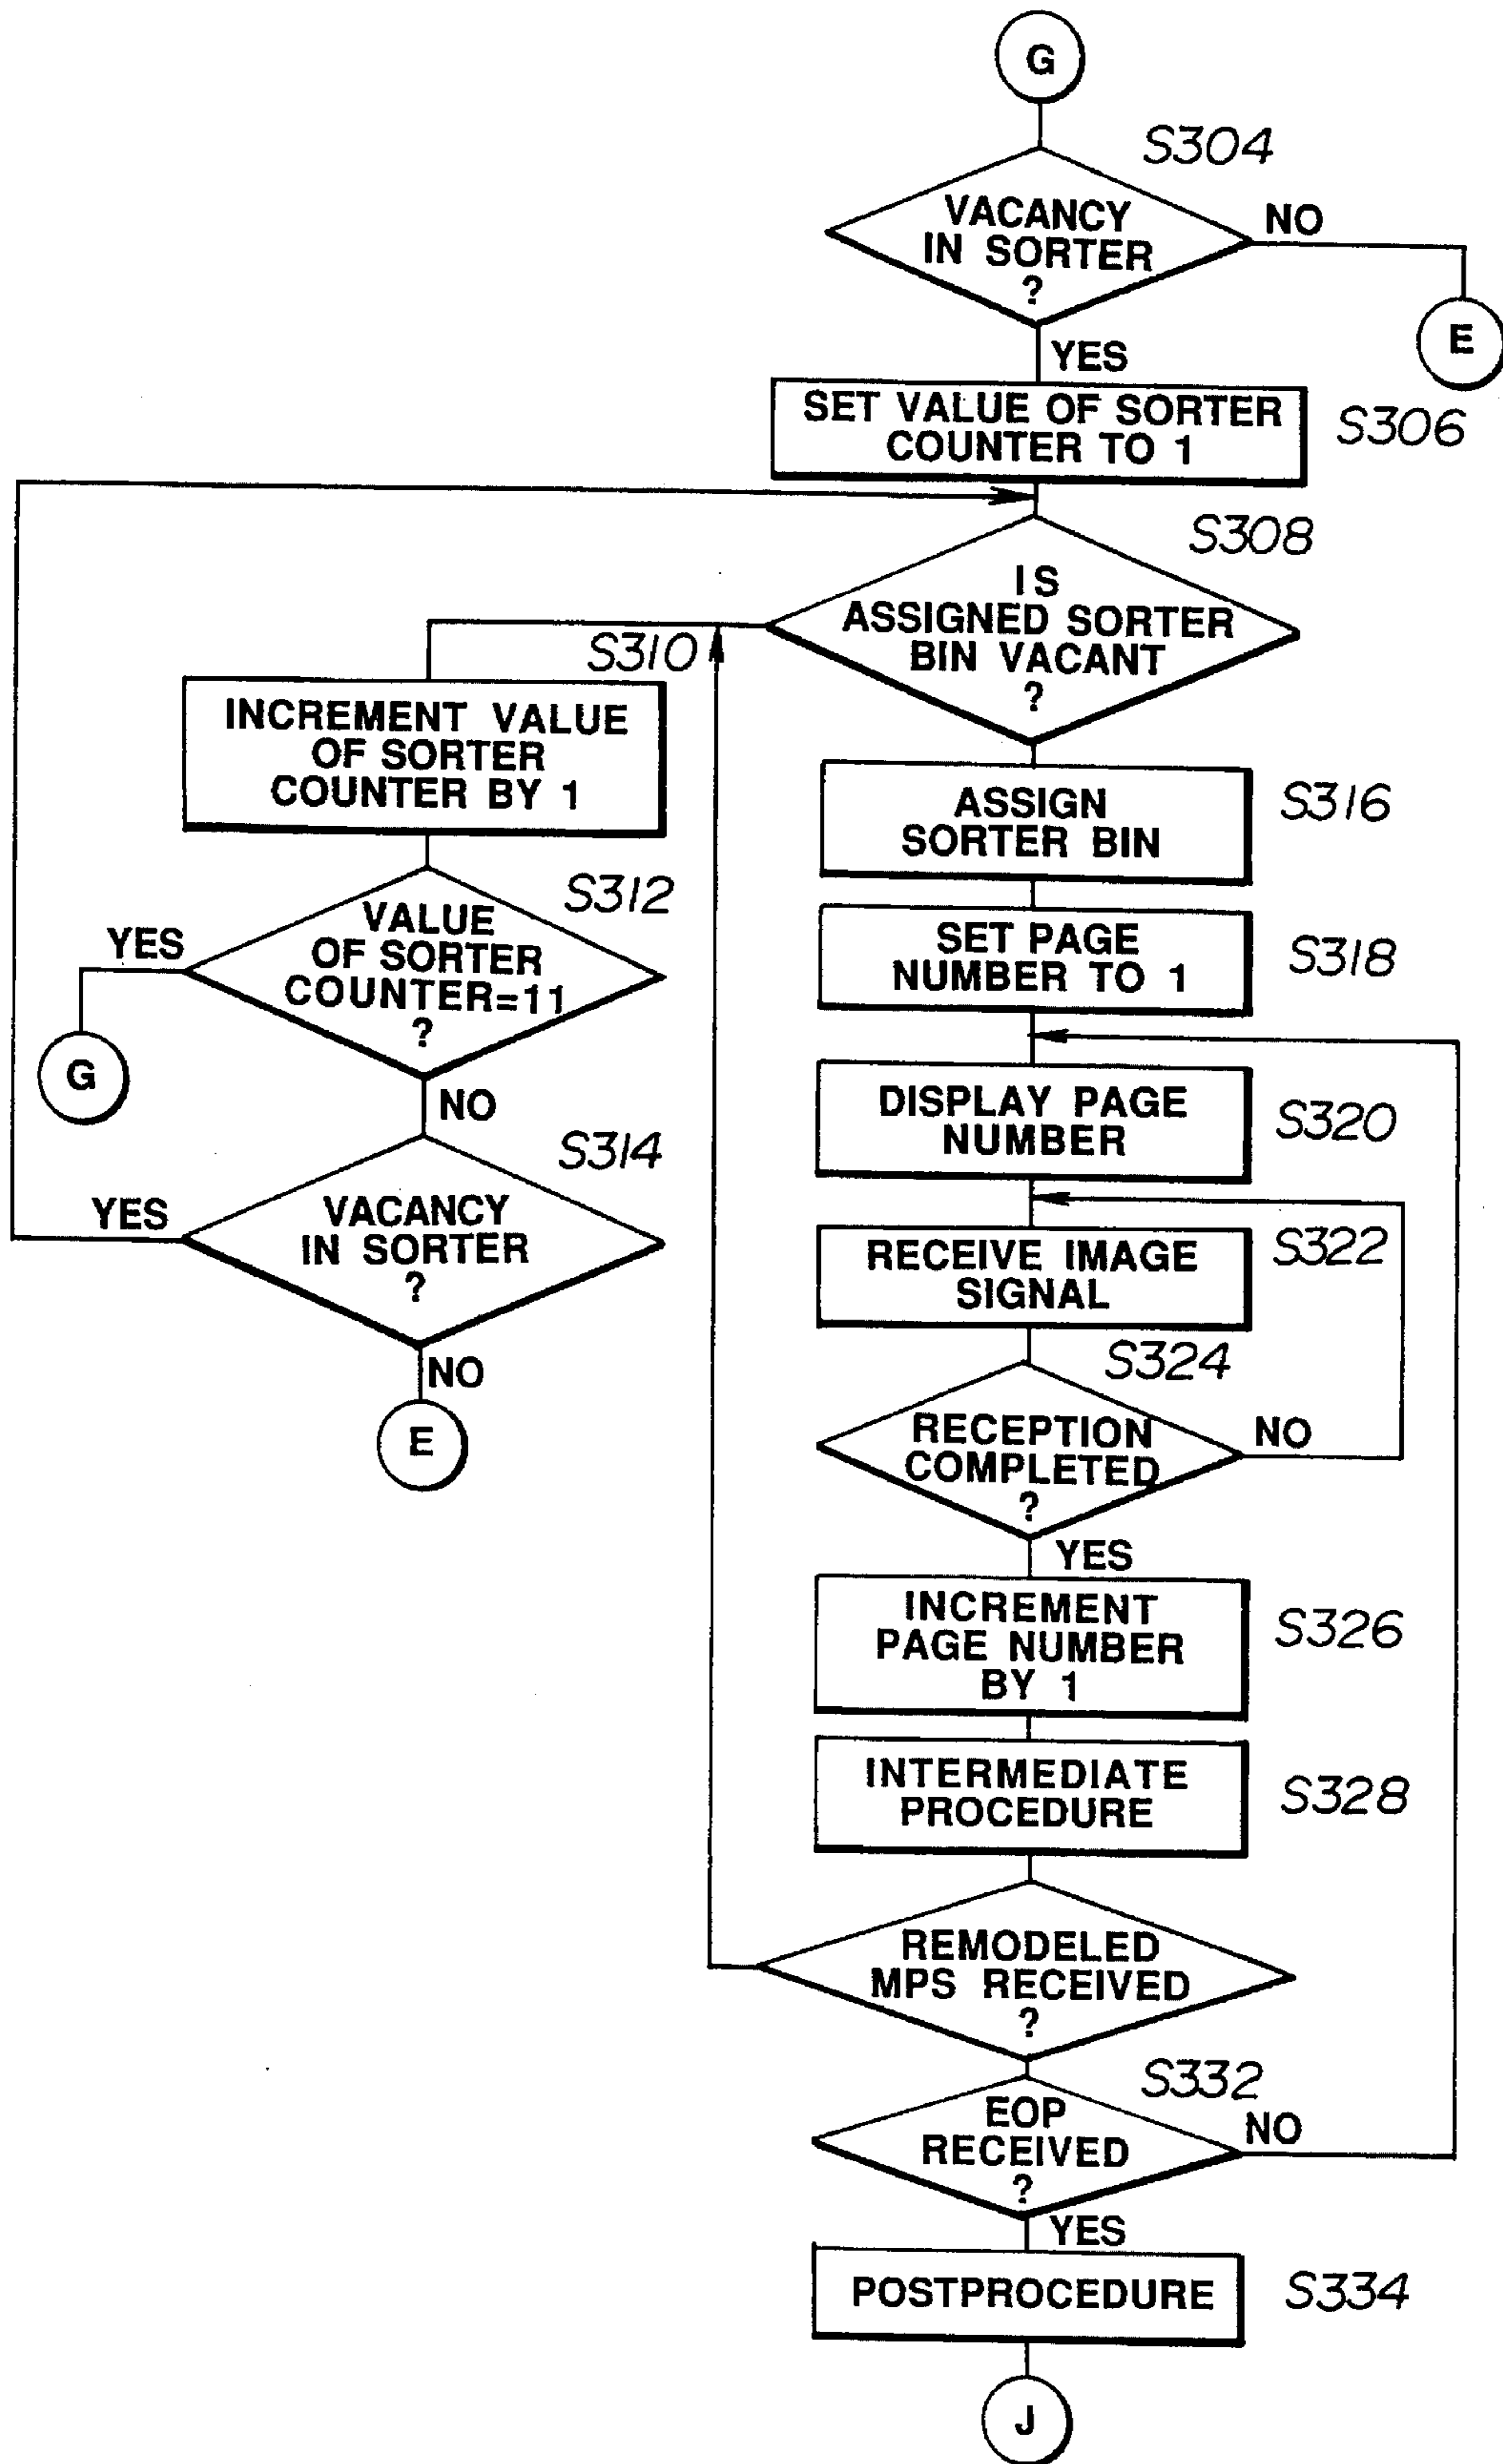 G
S304
VACANCY
IN SORTER
?
NO
E
YES
SET VALUE OF SORTER
COUNTER TO 1
S306
S308
IS
ASSIGNED SORTER
BIN VACANT
?
S310
INCREMENT VALUE
OF SORTER
COUNTER BY 1
S312
VALUE
OF SORTER
COUNTER=11
?
YES
G
NO
S314
VACANCY
IN SORTER
?
YES
NO
E
ASSIGN
SORTER BIN
S316
SET PAGE
NUMBER TO 1
S318
DISPLAY PAGE
NUMBER
S320
RECEIVE IMAGE
SIGNAL
S322
S324
RECEPTION
COMPLETED
?
NO
YES
INCREMENT
PAGE NUMBER
BY 1
S326
INTERMEDIATE
PROCEDURE
S328
REMODELED
MPS RECEIVED
?
S332
EOP
RECEIVED
?
NO
YES
POSTPROCEDURE
S334
J